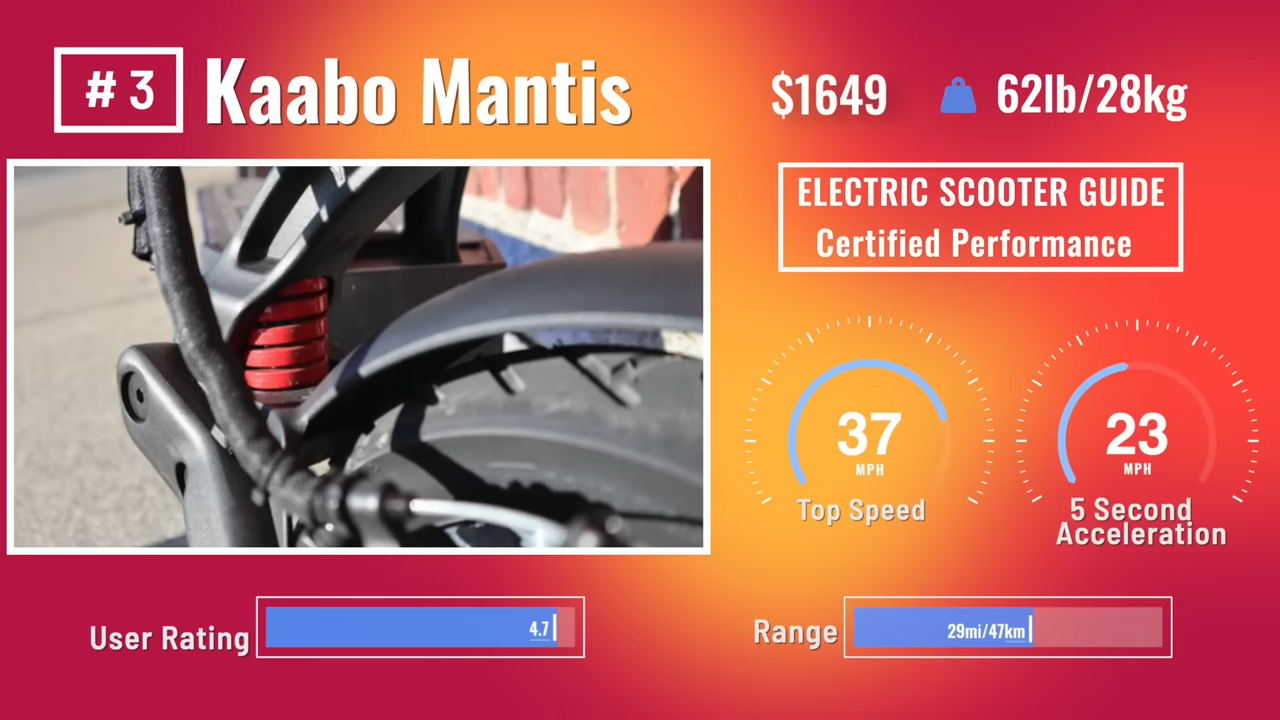 # 3
Kaabo Mantis
$1649
62lb/28kg
ELECTRIC SCOOTER GUIDE
Certified Performance
37
MPH
Top Speed
23
MPH
5 Second
Acceleration
User Rating
4.7
Range
29mi/47km